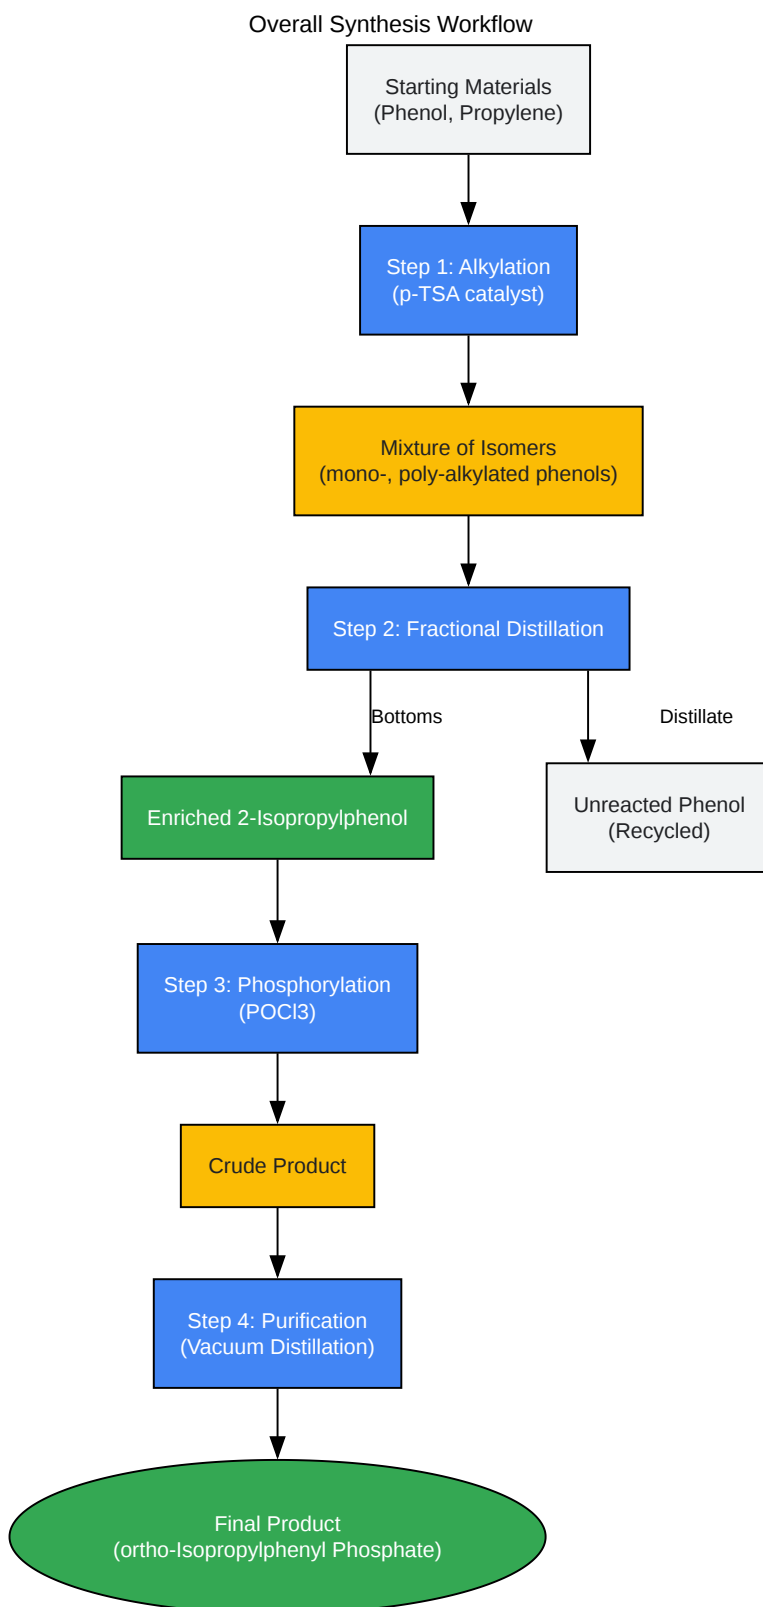 Overall Synthesis Workflow
Starting Materials
(Phenol, Propylene)
Step 1: Alkylation
(p-TSA catalyst)
Mixture of Isomers
(mono-, poly-alkylated phenols)
Step 2: Fractional Distillation
Bottoms
Distillate
Enriched 2-Isopropylphenol
Unreacted Phenol
(Recycled)
Step 3: Phosphorylation
(POCl3)
Crude Product
Step 4: Purification
(Vacuum Distillation)
Final Product
(ortho-Isopropylphenyl Phosphate)